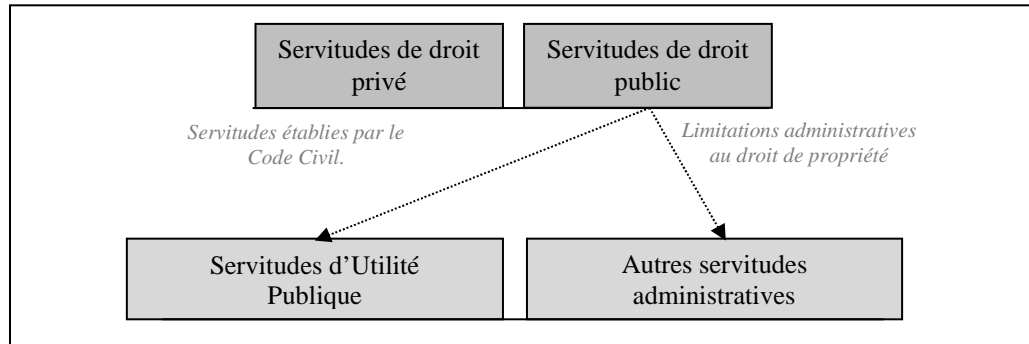 Servitudes de droit
privé
Servitudes de droit
public
Servitudes établies par le
Code Civil.
Limitations administratives
au droit de propriété
Servitudes d’Utilité
Publique
Autres servitudes
administratives